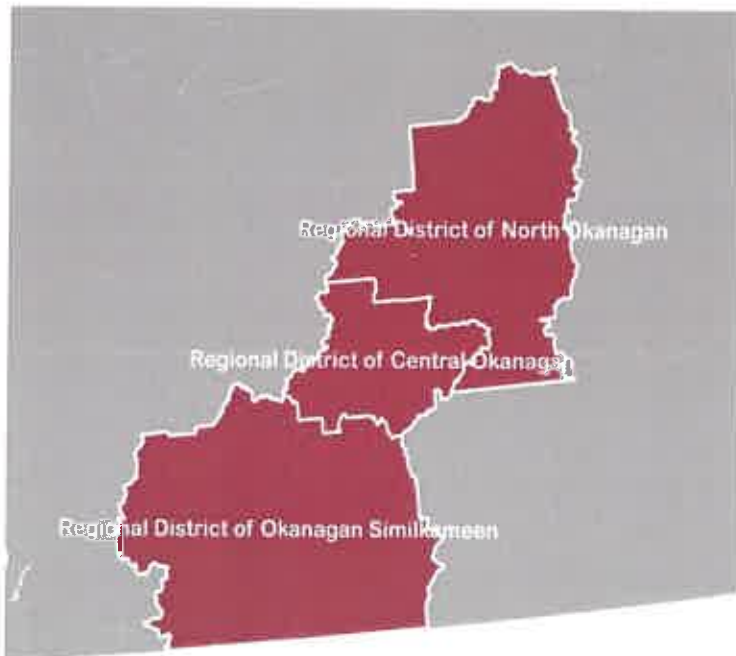 Regional District of North Okanagan
Regional District of Central Okanagan
Regional District of Okanagan Similkameen